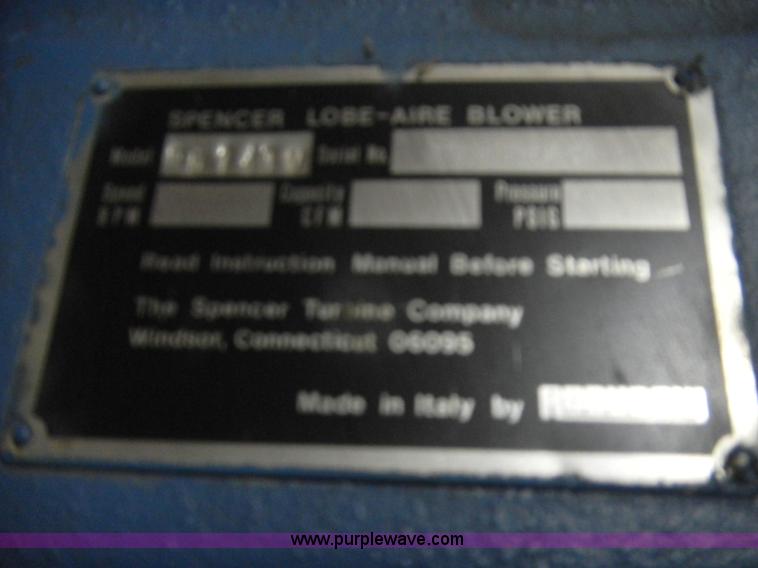 SPENCER LOBE-AIRE BLOWER
Model Serial No.
Speed Capacity Pressure
RPM CFM PSIG
Read Instruction Manual Before Starting
The Spencer Turbine Company
Windsor, Connecticut 06095
Made in Italy by
www.purplewave.com